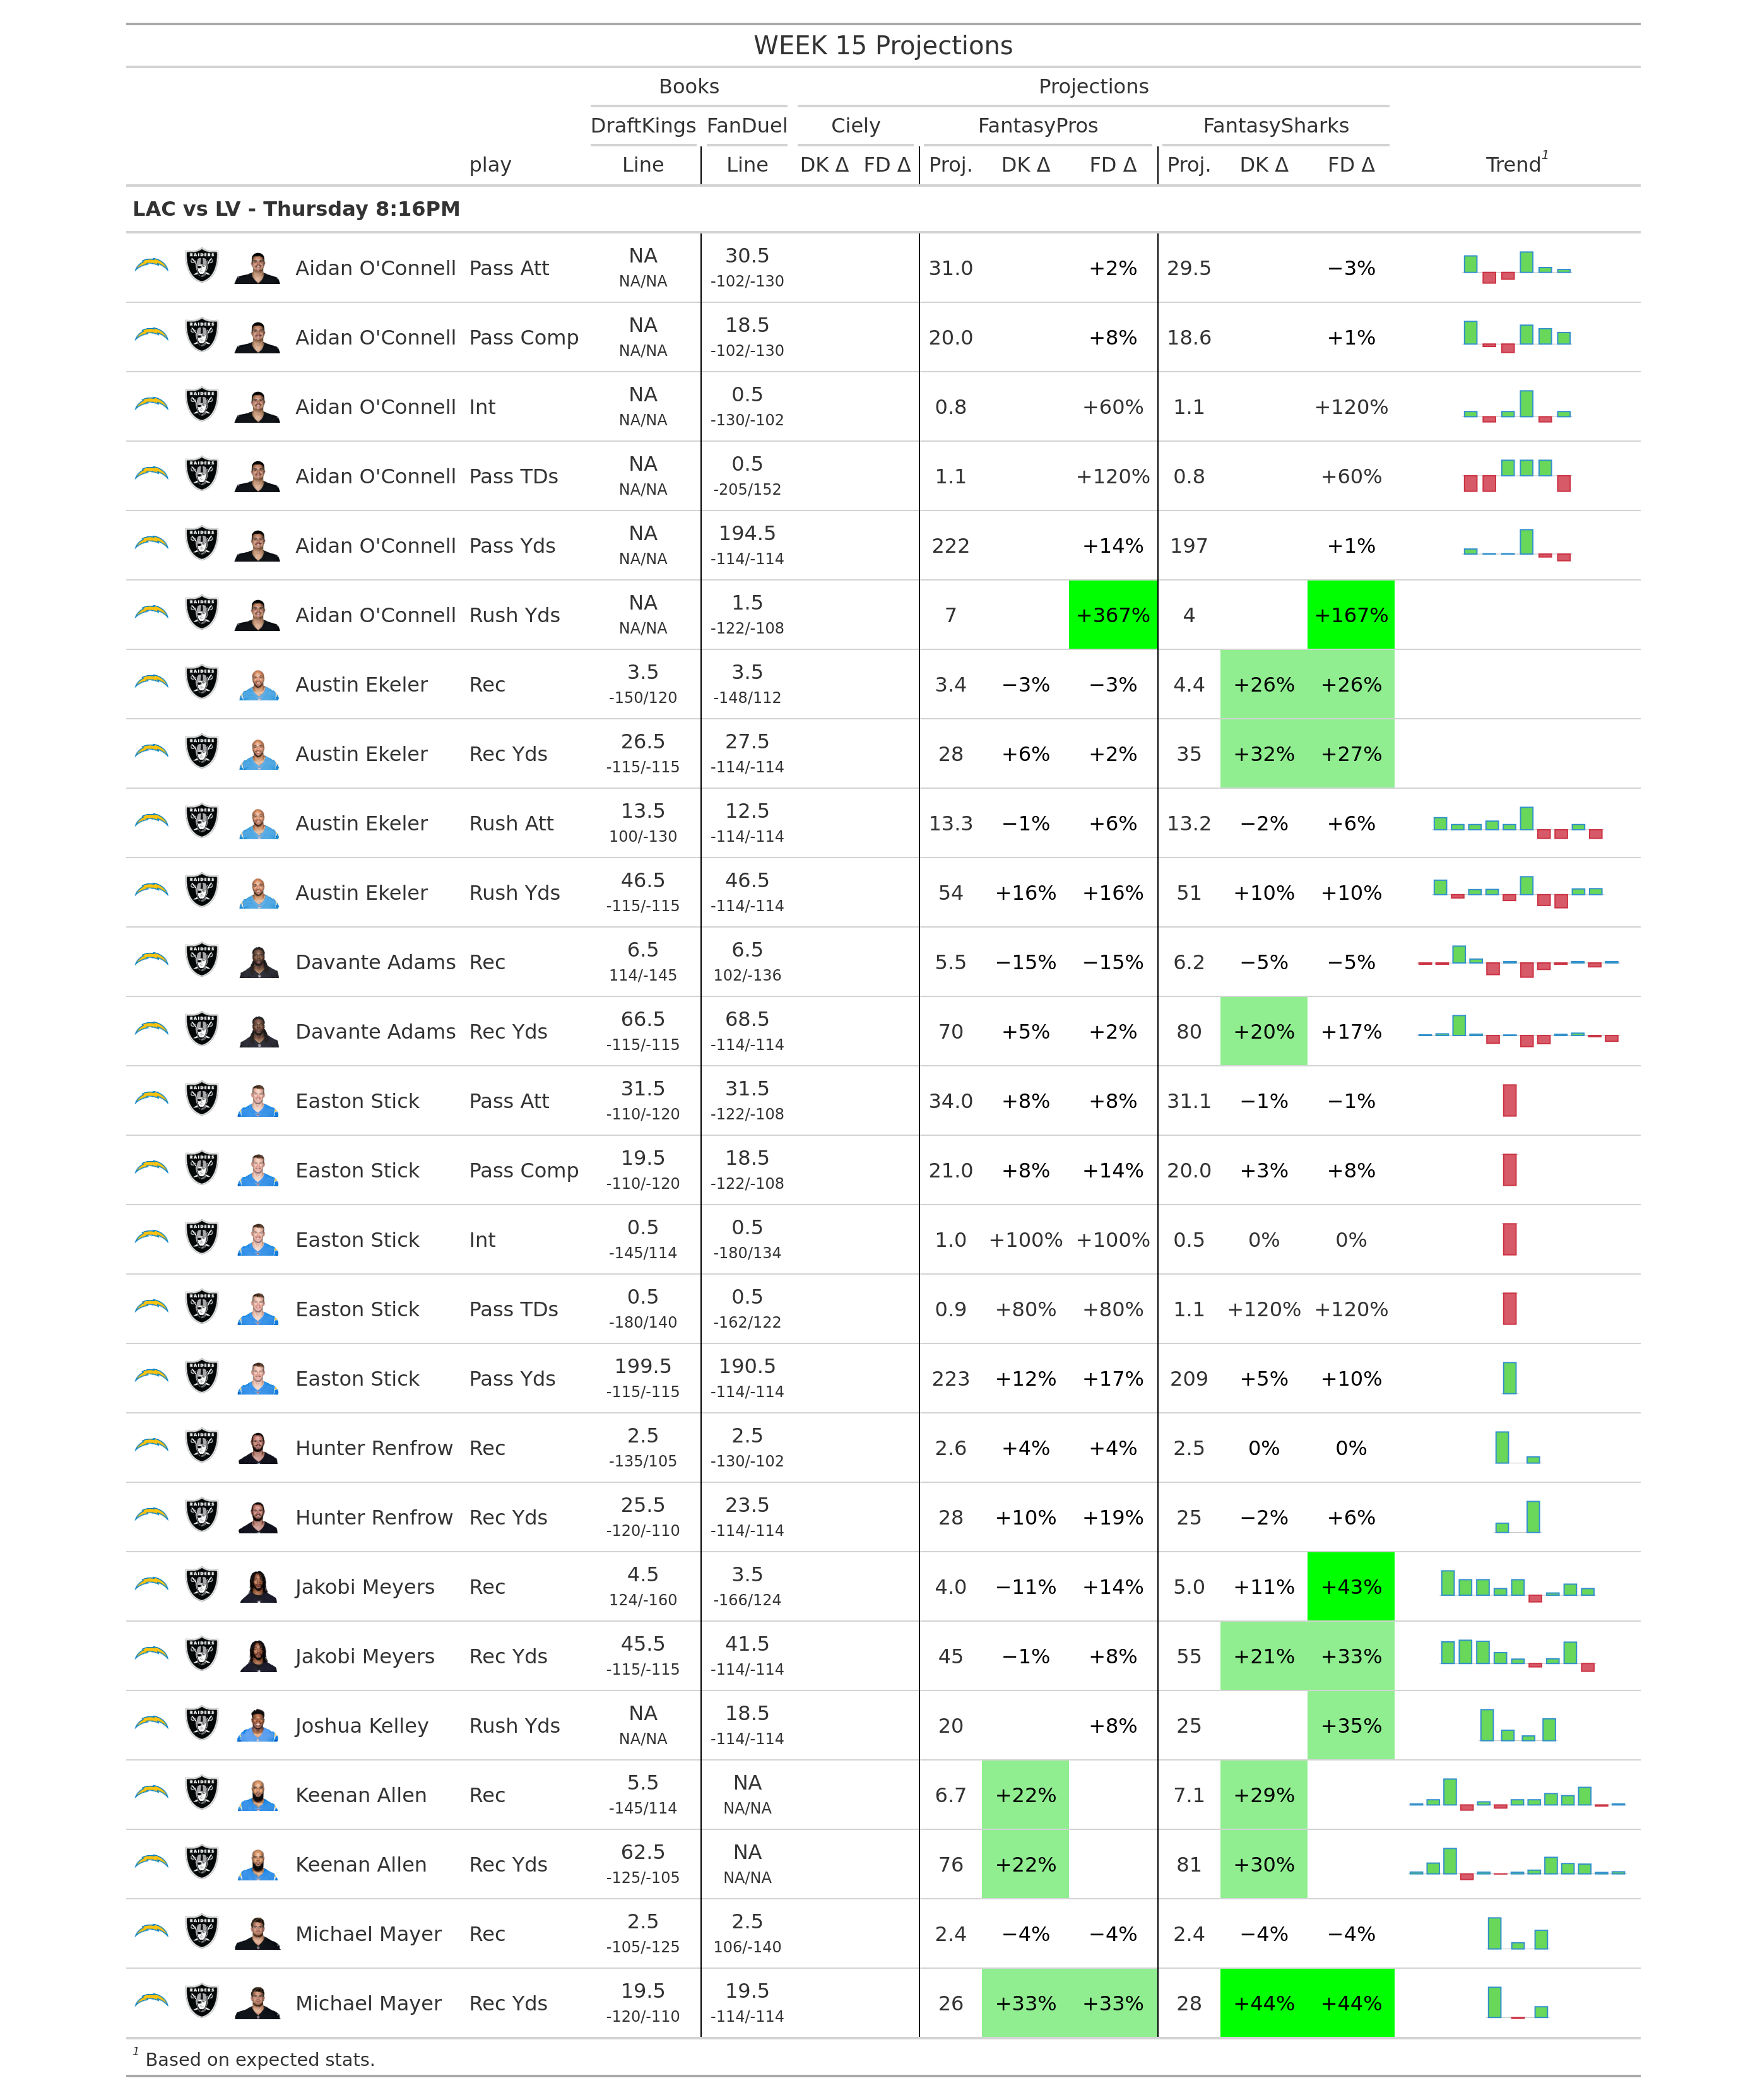 WEEK 15 Projections
Books Projections
DraftKings FanDuel Ciely FantasyPros FantasySharks
play Line Line DK Δ FD Δ Proj. DK Δ FD Δ Proj. DK Δ FD Δ Trend1
LAC vs LV - Thursday 8:16PM
Aidan O'Connell Pass Att NA 30.5 31.0 +2% 29.5 −3%
NA/NA -102/-130
Aidan O'Connell Pass Comp NA 18.5 20.0 +8% 18.6 +1%
NA/NA -102/-130
Aidan O'Connell Int NA 0.5 0.8 +60% 1.1 +120%
NA/NA -130/-102
Aidan O'Connell Pass TDs NA 0.5 1.1 +120% 0.8 +60%
NA/NA -205/152
Aidan O'Connell Pass Yds NA 194.5 222 +14% 197 +1%
NA/NA -114/-114
Aidan O'Connell Rush Yds NA 1.5 7 +367% 4 +167%
NA/NA -122/-108
Austin Ekeler Rec 3.5 3.5 3.4 −3% −3% 4.4 +26% +26%
-150/120 -148/112
Austin Ekeler Rec Yds 26.5 27.5 28 +6% +2% 35 +32% +27%
-115/-115 -114/-114
Austin Ekeler Rush Att 13.5 12.5 13.3 −1% +6% 13.2 −2% +6%
100/-130 -114/-114
Austin Ekeler Rush Yds 46.5 46.5 54 +16% +16% 51 +10% +10%
-115/-115 -114/-114
Davante Adams Rec 6.5 6.5 5.5 −15% −15% 6.2 −5% −5%
114/-145 102/-136
Davante Adams Rec Yds 66.5 68.5 70 +5% +2% 80 +20% +17%
-115/-115 -114/-114
Easton Stick Pass Att 31.5 31.5 34.0 +8% +8% 31.1 −1% −1%
-110/-120 -122/-108
Easton Stick Pass Comp 19.5 18.5 21.0 +8% +14% 20.0 +3% +8%
-110/-120 -122/-108
Easton Stick Int 0.5 0.5 1.0 +100% +100% 0.5 0% 0%
-145/114 -180/134
Easton Stick Pass TDs 0.5 0.5 0.9 +80% +80% 1.1 +120% +120%
-180/140 -162/122
Easton Stick Pass Yds 199.5 190.5 223 +12% +17% 209 +5% +10%
-115/-115 -114/-114
Hunter Renfrow Rec 2.5 2.5 2.6 +4% +4% 2.5 0% 0%
-135/105 -130/-102
Hunter Renfrow Rec Yds 25.5 23.5 28 +10% +19% 25 −2% +6%
-120/-110 -114/-114
Jakobi Meyers Rec 4.5 3.5 4.0 −11% +14% 5.0 +11% +43%
124/-160 -166/124
Jakobi Meyers Rec Yds 45.5 41.5 45 −1% +8% 55 +21% +33%
-115/-115 -114/-114
Joshua Kelley Rush Yds NA 18.5 20 +8% 25 +35%
NA/NA -114/-114
Keenan Allen Rec 5.5 NA 6.7 +22% 7.1 +29%
-145/114 NA/NA
Keenan Allen Rec Yds 62.5 NA 76 +22% 81 +30%
-125/-105 NA/NA
Michael Mayer Rec 2.5 2.5 2.4 −4% −4% 2.4 −4% −4%
-105/-125 106/-140
Michael Mayer Rec Yds 19.5 19.5 26 +33% +33% 28 +44% +44%
-120/-110 -114/-114
1 Based on expected stats.